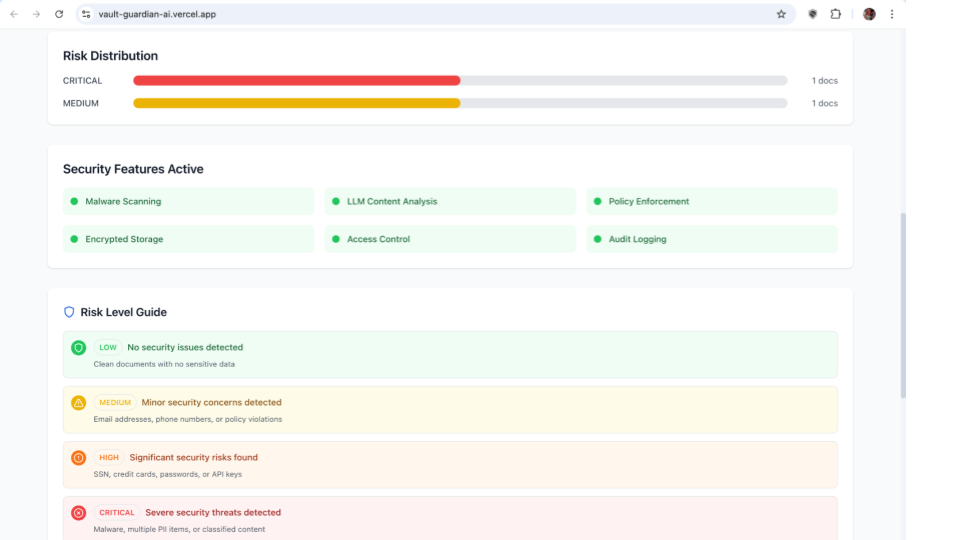 vault-guardian-ai.vercel.app
Risk Distribution
CRITICAL 1 docs
MEDIUM 1 docs
Security Features Active
Malware Scanning LLM Content Analysis Policy Enforcement
Encrypted Storage Access Control Audit Logging
Risk Level Guide
LOW No security issues detected
Clean documents with no sensitive data
MEDIUM Minor security concerns detected
Email addresses, phone numbers, or policy violations
HIGH Significant security risks found
SSN, credit cards, passwords, or API keys
CRITICAL Severe security threats detected
Malware, multiple PII items, or classified content